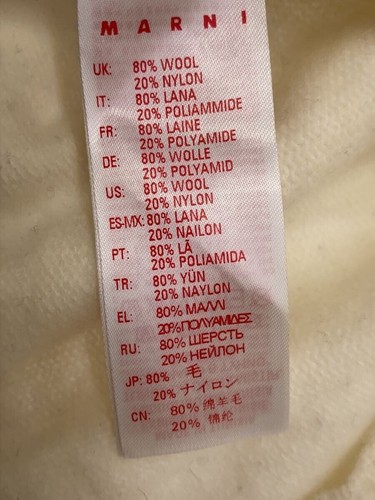 MARNI
UK: 80% WOOL
20% NYLON
IT: 80% LANA
20% POLIAMMIDE
FR: 80% LAINE
20% POLYAMIDE
DE: 80% WOLLE
20% POLYAMID
US: 80% WOOL
20% NYLON
ES-MX: 80% LANA
20% NAILON
PT: 80% LÃ
20% POLIAMIDA
TR: 80% YÜN
20% NAYLON
EL: 80% ΜΑΛΛΙ
20% ΠΟΛΥΑΜΙΔΕΣ
RU: 80% ШЕРСТЬ
20% НЕЙЛОН
JP: 80% 毛
20% ナイロン
CN: 80% 绵羊毛
20% 锦纶